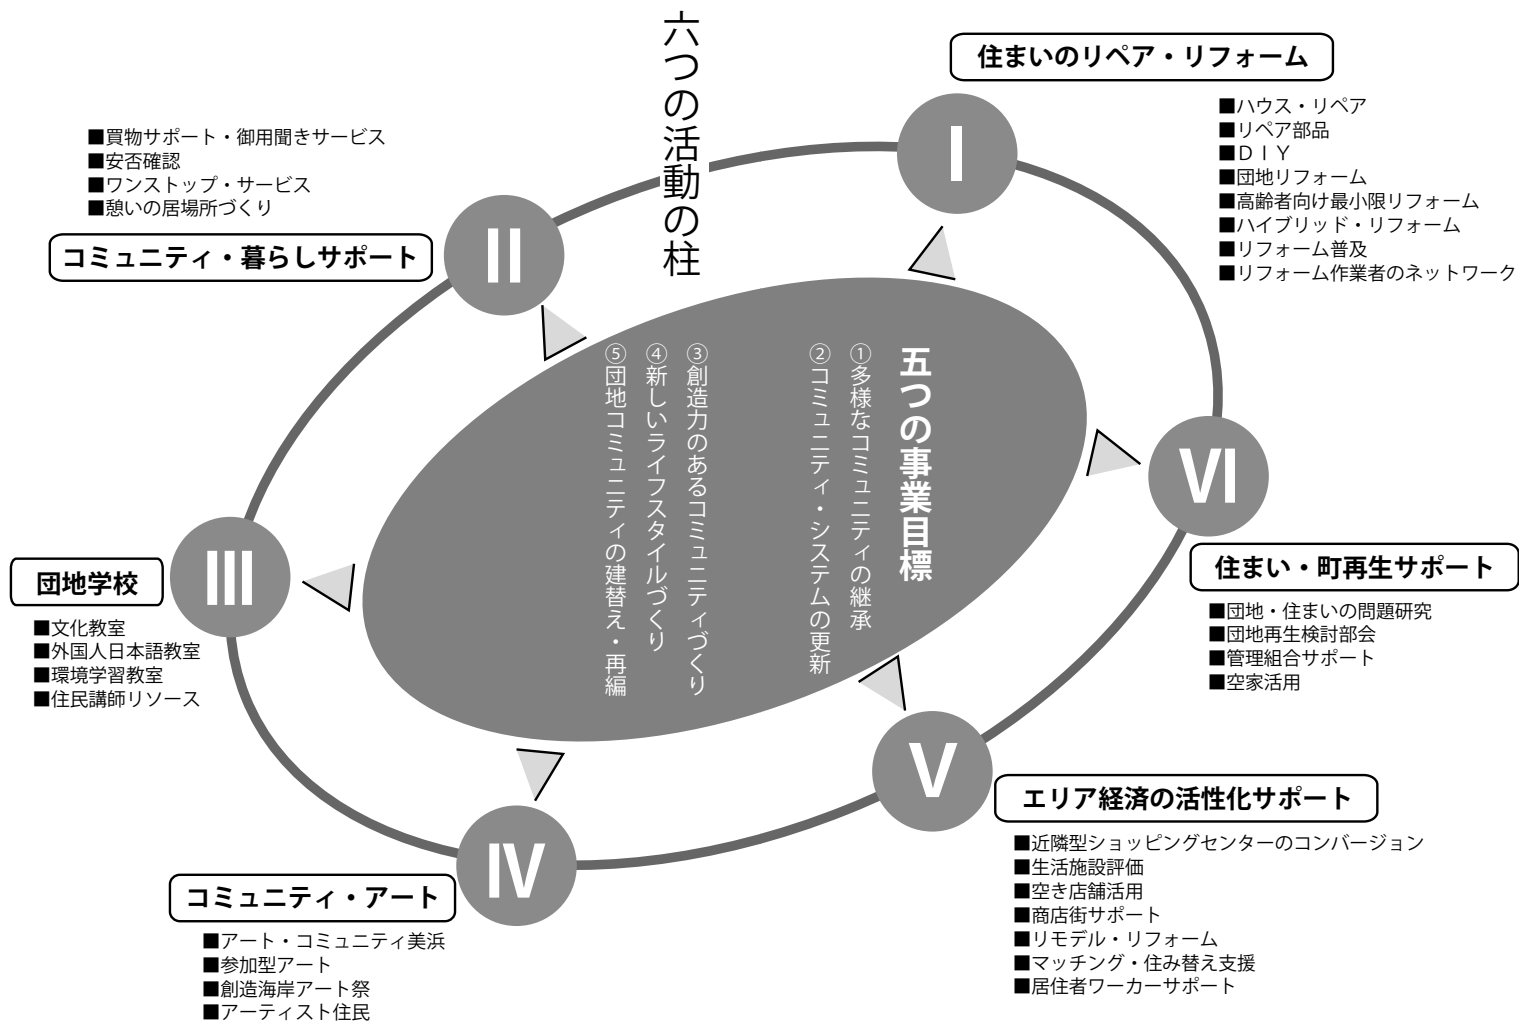 六つの活動の柱
住まいのリペア・リフォーム
I
■ハウス・リペア
■リペア部品
■ＤＩＹ
■団地リフォーム
■高齢者向け最小限リフォーム
■ハイブリッド・リフォーム
■リフォーム普及
■リフォーム作業者のネットワーク
■買物サポート・御用聞きサービス
■安否確認
■ワンストップ・サービス
■憩いの居場所づくり
コミュニティ・暮らしサポート
II
団地学校
III
■文化教室
■外国人日本語教室
■環境学習教室
■住民講師リソース
コミュニティ・アート
IV
■アート・コミュニティ美浜
■参加型アート
■創造海岸アート祭
■アーティスト住民
V
エリア経済の活性化サポート
■近隣型ショッピングセンターのコンバージョン
■生活施設評価
■空き店舗活用
■商店街サポート
■リモデル・リフォーム
■マッチング・住み替え支援
■居住者ワーカーサポート
VI
住まい・町再生サポート
■団地・住まいの問題研究
■団地再生検討部会
■管理組合サポート
■空家活用
五つの事業目標
①多様なコミュニティの継承
②コミュニティ・システムの更新
③創造力のあるコミュニティづくり
④新しいライフスタイルづくり
⑤団地コミュニティの建替え・再編